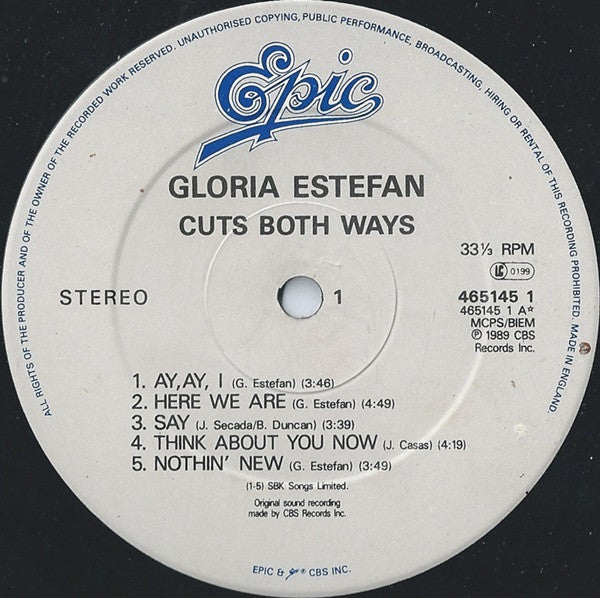 ALL RIGHTS OF THE PRODUCER AND OF THE OWNER OF THE RECORDED WORK RESERVED. UNAUTHORISED COPYING, PUBLIC PERFORMANCE, BROADCASTING, HIRING OR RENTAL OF THIS RECORDING PROHIBITED. MADE IN ENGLAND.
Epic
GLORIA ESTEFAN
CUTS BOTH WAYS
33⅓ RPM
LC 0199
STEREO
1
465145 1
465145 1 A☆
MCPS/BIEM
℗ 1989 CBS
Records Inc.
1. AY,AY, I (G. Estefan) (3:46)
2. HERE WE ARE (G. Estefan) (4:49)
3. SAY (J. Secada/B. Duncan) (3:39)
4. THINK ABOUT YOU NOW (J. Casas) (4:19)
5. NOTHIN' NEW (G. Estefan) (3:49)
(1-5) SBK Songs Limited.
Original sound recording
made by CBS Records Inc.
EPIC & ® CBS INC.